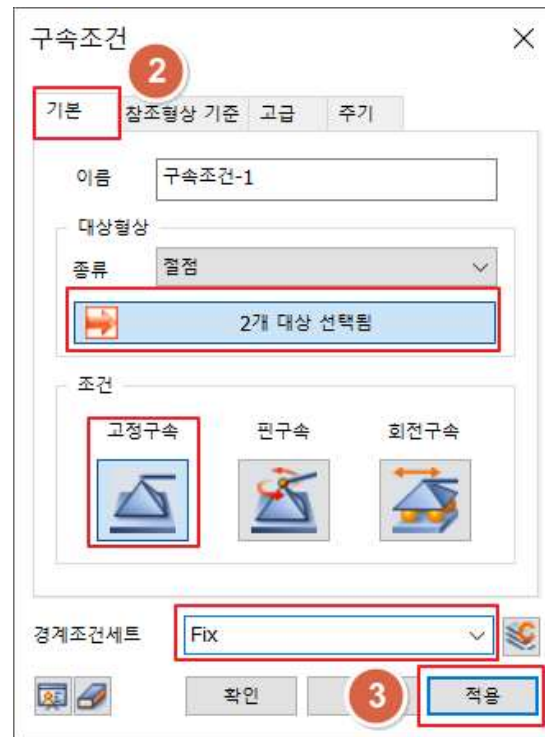 구속조건
2
기본 참조형상 기준 고급 주기
이름 구속조건-1
대상형상
종류 절점
2개 대상 선택됨
조건
고정구속 핀구속 회전구속
경계조건세트 Fix
확인 3 적용